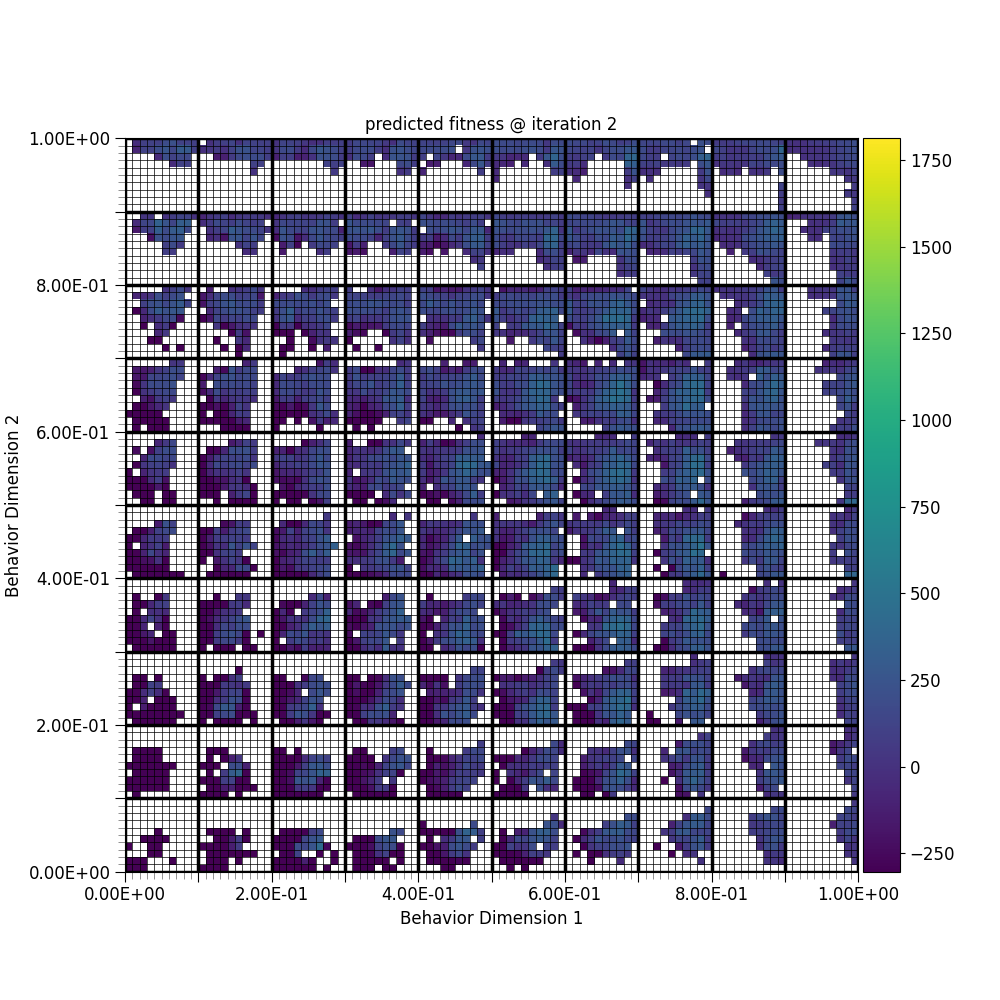 predicted fitness @ iteration 2
1.00E+00
8.00E-01
6.00E-01
4.00E-01
2.00E-01
0.00E+00
Behavior Dimension 2
0.00E+00 2.00E-01 4.00E-01 6.00E-01 8.00E-01 1.00E+00
Behavior Dimension 1
1750
1500
1250
1000
750
500
250
0
−250